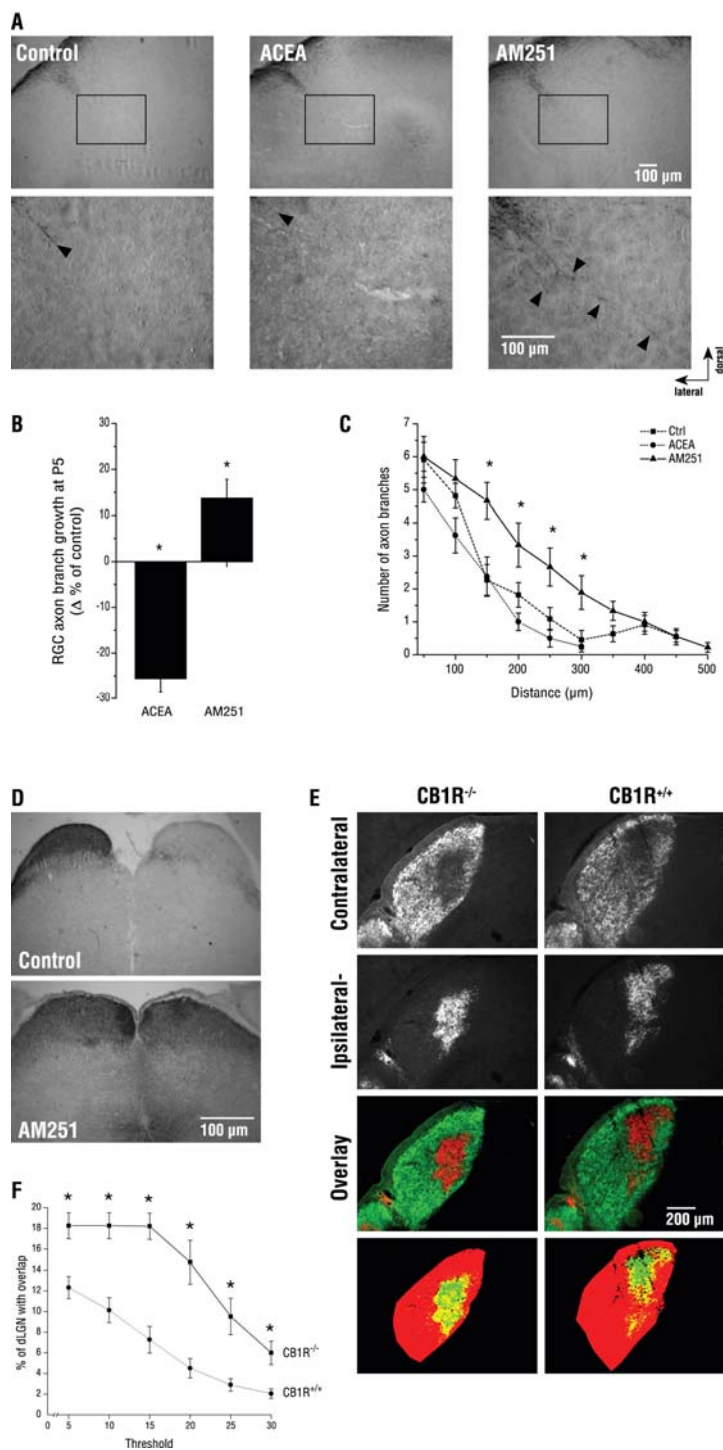 A
Control
ACEA
AM251
100 µm
100 µm
dorsal
lateral
B
RGC axon branch growth at P5
(Δ % of control)
30
20
10
0
-10
-20
-30
*
*
ACEA
AM251
C
Number of axon branches
7
6
5
4
3
2
1
0
* * * *
Ctrl
ACEA
AM251
100 200 300 400 500
Distance (µm)
D
Control
AM251
100 µm
E
CB1R-/-
CB1R+/+
Contralateral
Ipsilateral-
Overlay
200 µm
F
% of dLGN with overlap
20
18
16
14
12
10
8
6
4
2
0
* * * * * *
CB1R-/-
CB1R+/+
0 5 10 15 20 25 30
Threshold